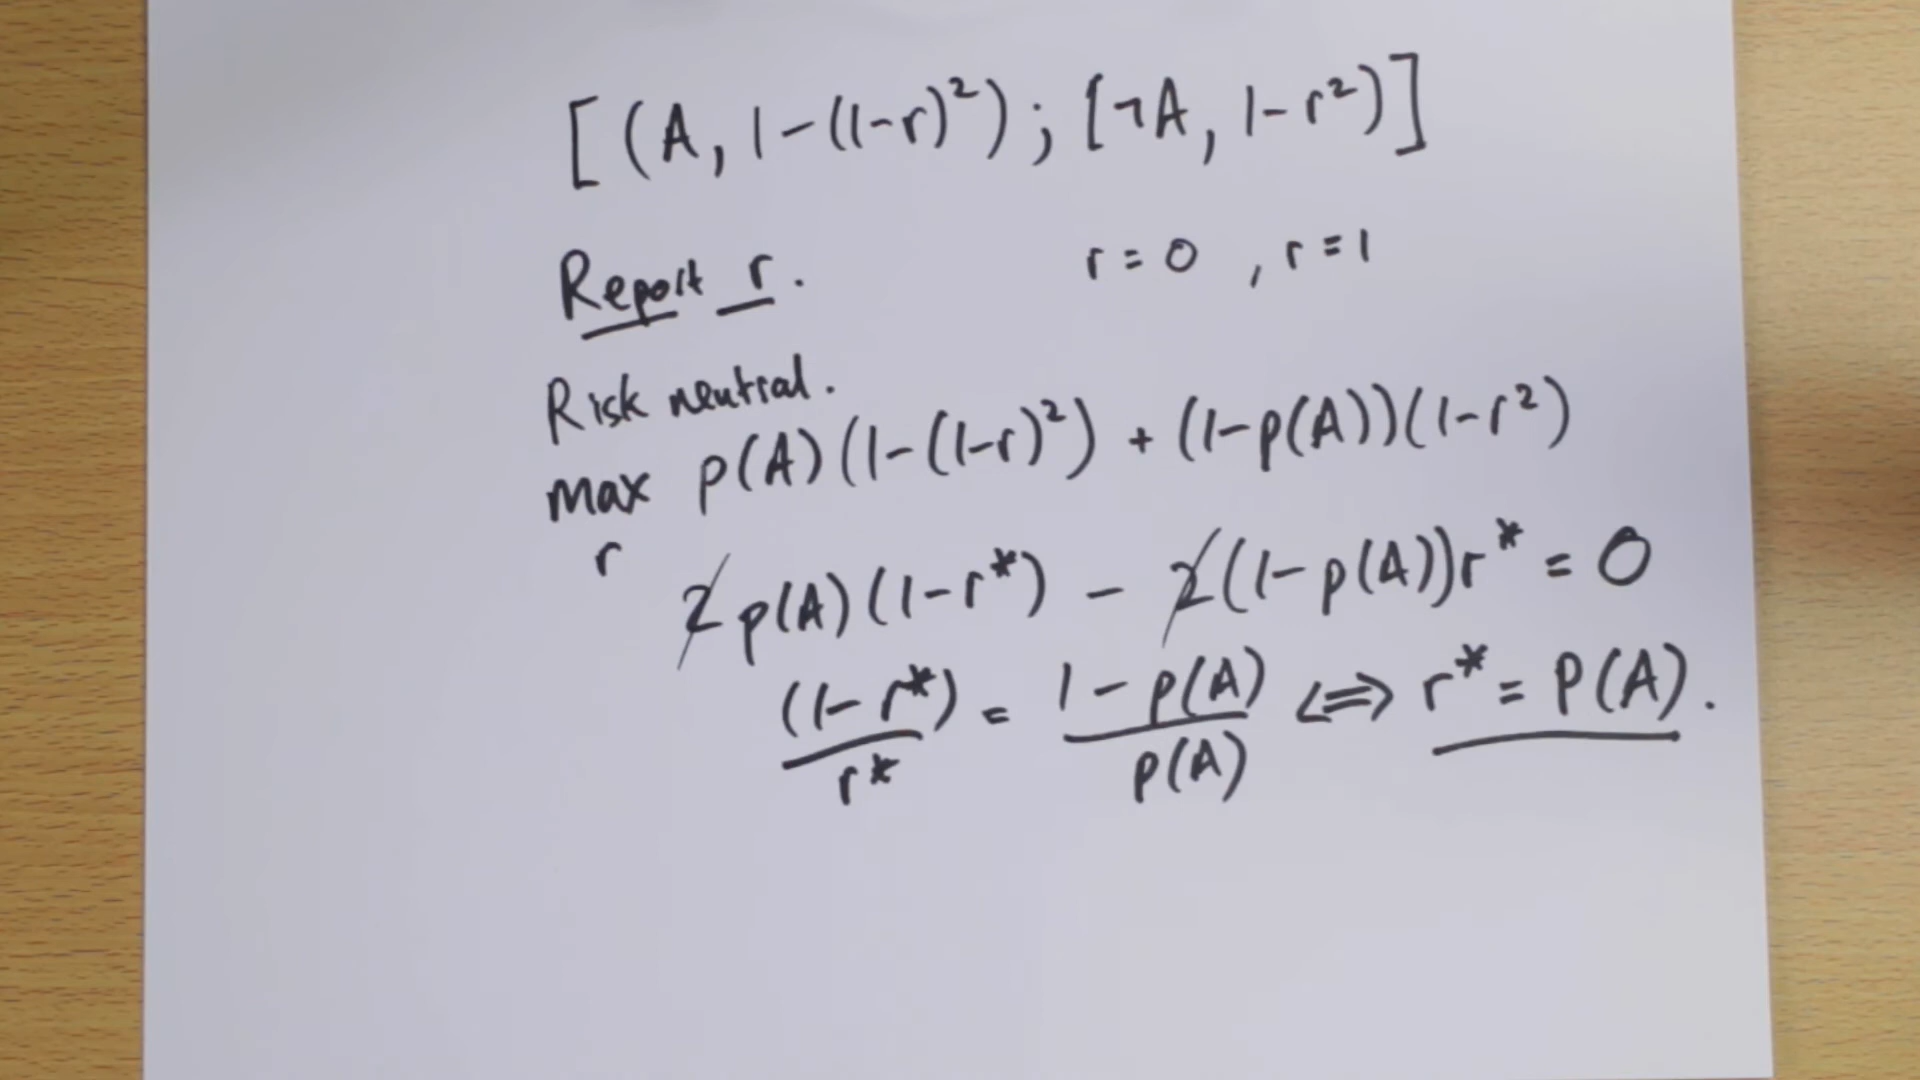 [(A, 1-(1-r)²); [¬A, 1-r²)]
Report r.
r = 0, r = 1
Risk neutral.
max p(A)(1-(1-r)²) + (1-p(A))(1-r²)
r
2p(A)(1-r*) - 2(1-p(A))r* = 0
(1-r*)/r* = 1-p(A)/p(A) ⟺ r* = P(A).